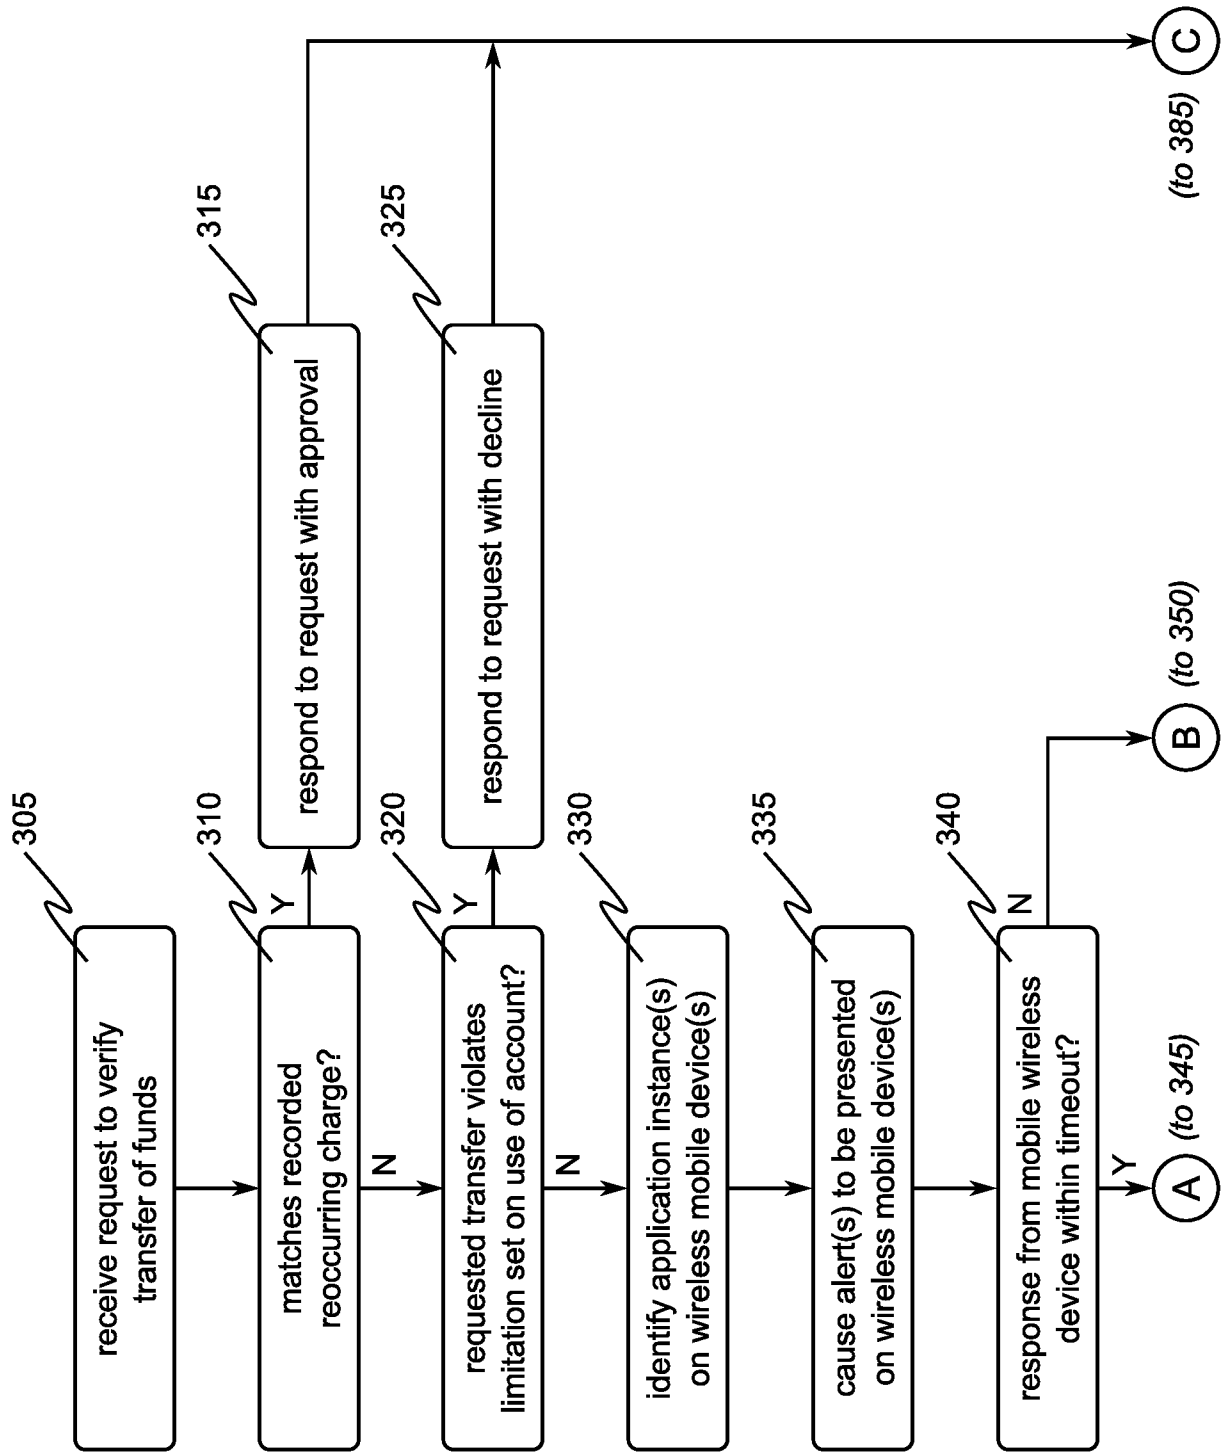 305
receive request to verify
transfer of funds
310
matches recorded
reoccurring charge?
Y
315
respond to request with approval
N
320
requested transfer violates
limitation set on use of account?
Y
325
respond to request with decline
N
330
identify application instance(s)
on wireless mobile device(s)
335
cause alert(s) to be presented
on wireless mobile device(s)
340
response from mobile wireless
device within timeout?
N
Y
A
(to 345)
B
(to 350)
(to 385)
C